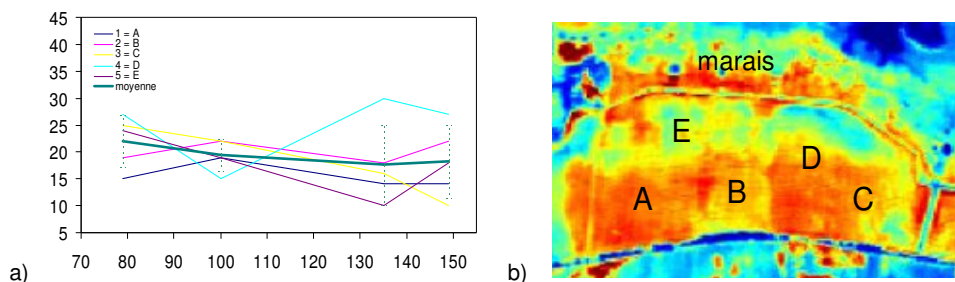 45
40
35
30
25
20
15
10
5
70 80 90 100 110 120 130 140 150
1 = A
2 = B
3 = C
4 = D
5 = E
moyenne
a)
marais
E
D
A B C
b)